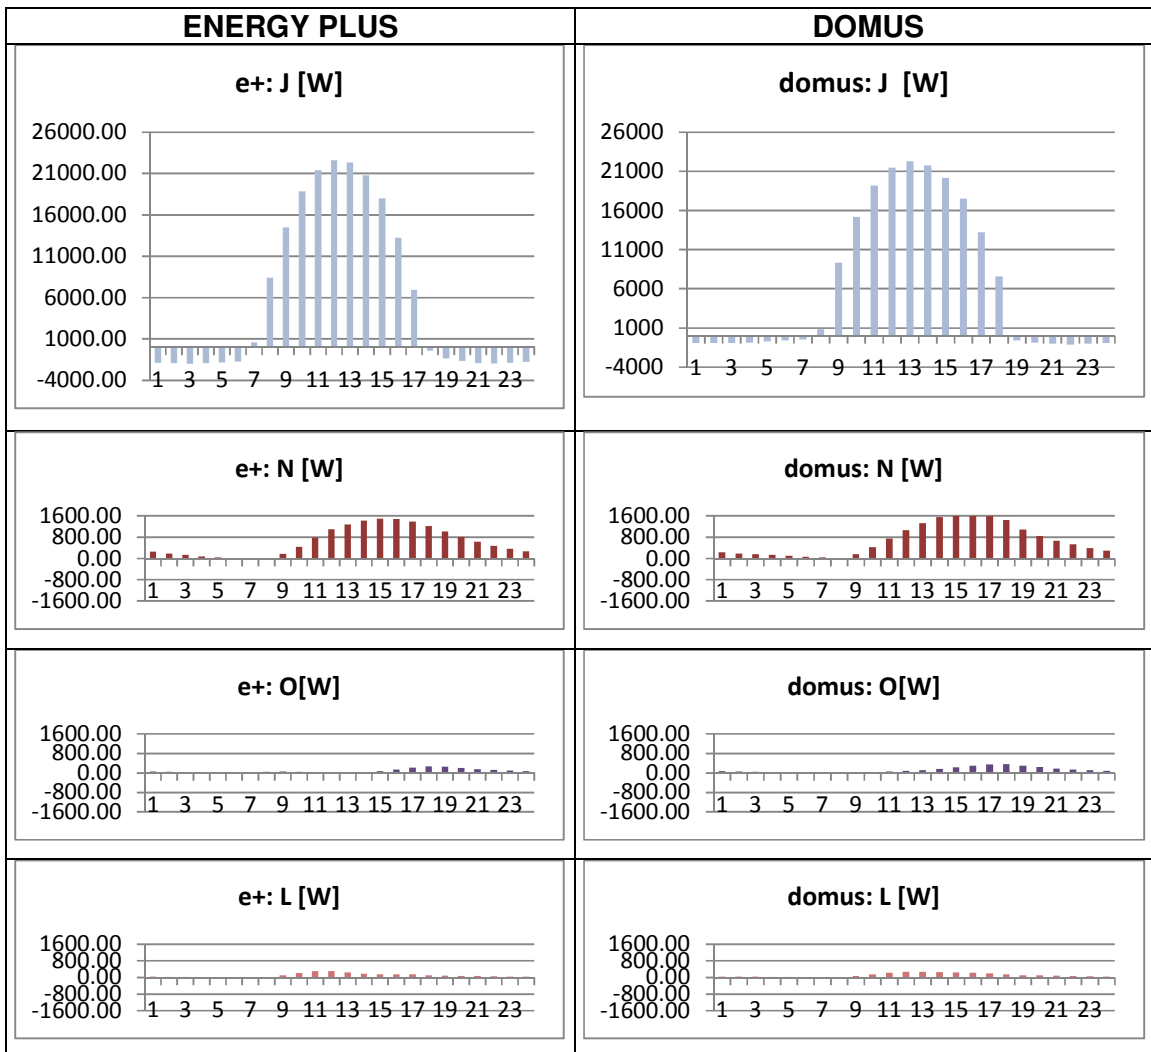 ENERGY PLUS
DOMUS
e+: J [W]
26000.00
21000.00
16000.00
11000.00
6000.00
1000.00
-4000.00
1 3 5 7 9 11 13 15 17 19 21 23
domus: J [W]
26000
21000
16000
11000
6000
1000
-4000
1 3 5 7 9 11 13 15 17 19 21 23
e+: N [W]
1600.00
800.00
0.00
-800.00
-1600.00
1 3 5 7 9 11 13 15 17 19 21 23
domus: N [W]
1600.00
800.00
0.00
-800.00
-1600.00
1 3 5 7 9 11 13 15 17 19 21 23
e+: O[W]
1600.00
800.00
0.00
-800.00
-1600.00
1 3 5 7 9 11 13 15 17 19 21 23
domus: O[W]
1600.00
800.00
0.00
-800.00
-1600.00
1 3 5 7 9 11 13 15 17 19 21 23
e+: L [W]
1600.00
800.00
0.00
-800.00
-1600.00
1 3 5 7 9 11 13 15 17 19 21 23
domus: L [W]
1600.00
800.00
0.00
-800.00
-1600.00
1 3 5 7 9 11 13 15 17 19 21 23